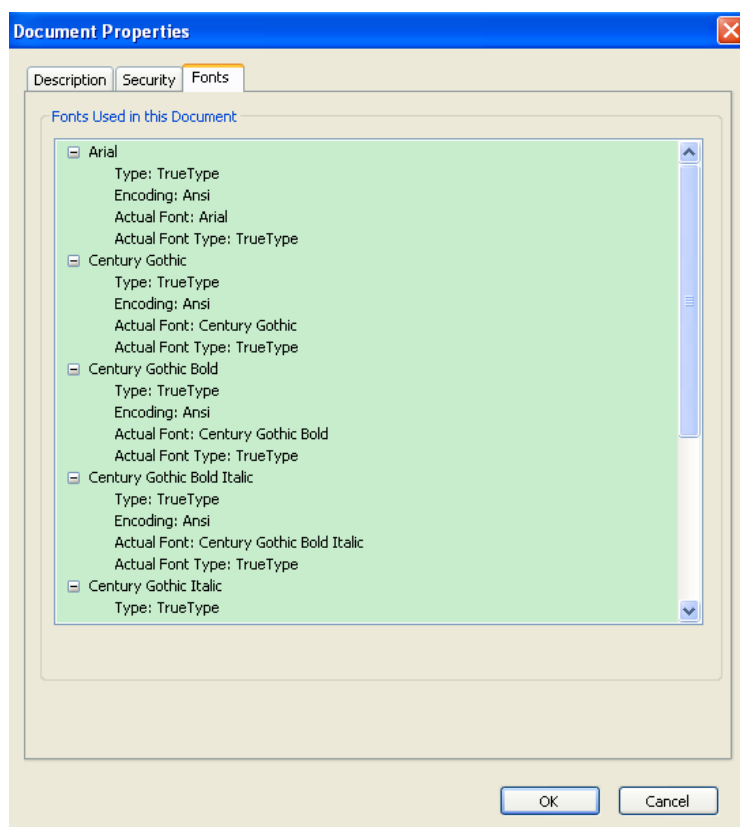 Document Properties
Description Security Fonts
Fonts Used in this Document
Arial
Type: TrueType
Encoding: Ansi
Actual Font: Arial
Actual Font Type: TrueType
Century Gothic
Type: TrueType
Encoding: Ansi
Actual Font: Century Gothic
Actual Font Type: TrueType
Century Gothic Bold
Type: TrueType
Encoding: Ansi
Actual Font: Century Gothic Bold
Actual Font Type: TrueType
Century Gothic Bold Italic
Type: TrueType
Encoding: Ansi
Actual Font: Century Gothic Bold Italic
Actual Font Type: TrueType
Century Gothic Italic
Type: TrueType
OK Cancel